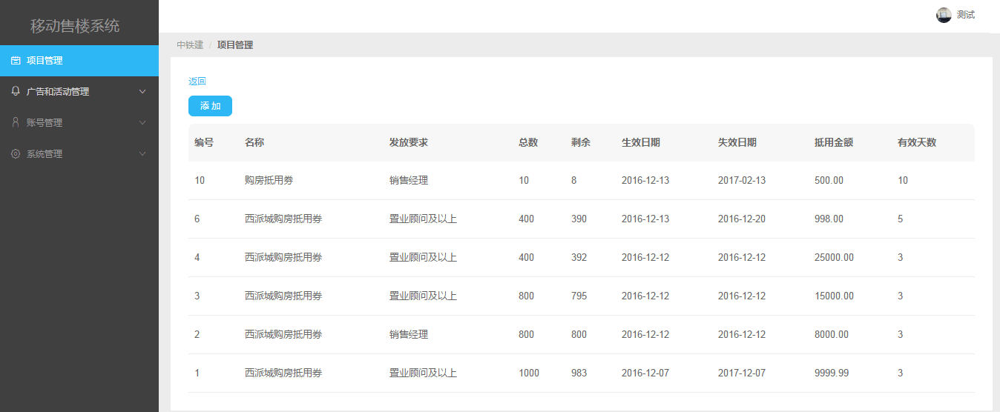 移动售楼系统
测试
项目管理
广告和活动管理
账号管理
系统管理
中铁建 / 项目管理
返回
添 加
编号 名称 发放要求 总数 剩余 生效日期 失效日期 抵用金额 有效天数
10 购房抵用券 销售经理 10 8 2016-12-13 2017-02-13 500.00 10
6 西派城购房抵用券 置业顾问及以上 400 390 2016-12-13 2016-12-20 998.00 5
4 西派城购房抵用券 置业顾问及以上 400 392 2016-12-12 2016-12-12 25000.00 3
3 西派城购房抵用券 置业顾问及以上 800 795 2016-12-12 2016-12-12 15000.00 3
2 西派城购房抵用券 销售经理 800 800 2016-12-12 2016-12-12 8000.00 3
1 西派城购房抵用券 置业顾问及以上 1000 983 2016-12-07 2017-12-07 9999.99 3